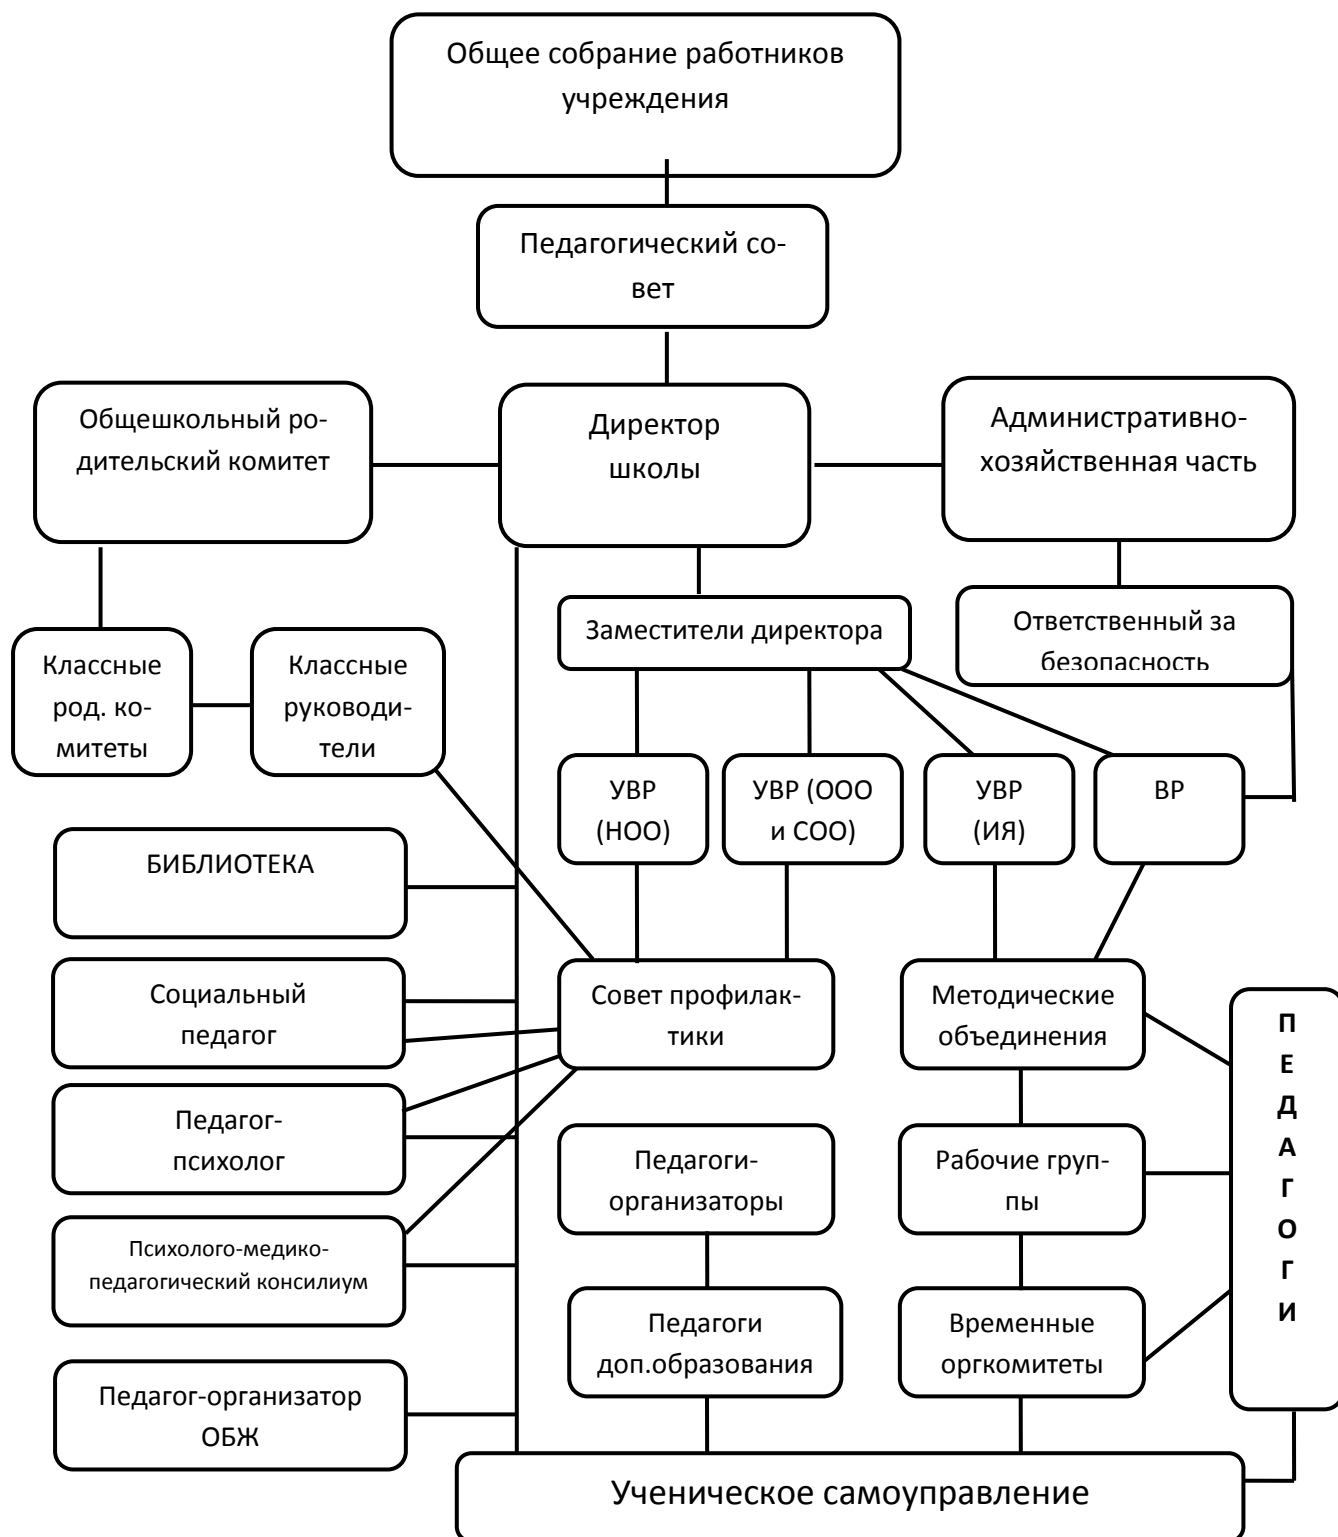 Общее собрание работников
учреждения
Педагогический со-
вет
Общешкольный ро-
дительский комитет
Директор
школы
Административно-
хозяйственная часть
Заместители директора
Ответственный за
безопасность
Классные
род. ко-
митеты
Классные
руководи-
тели
УВР
(НОО)
УВР (ООО
и СОО)
УВР
(ИЯ)
ВР
БИБЛИОТЕКА
Социальный
педагог
Совет профилак-
тики
Методические
объединения
П
Е
Д
А
Г
О
Г
И
Педагог-
психолог
Педагоги-
организаторы
Рабочие груп-
пы
Психолого-медико-
педагогический консилиум
Педагоги
доп.образования
Временные
оргкомитеты
Педагог-организатор
ОБЖ
Ученическое самоуправление